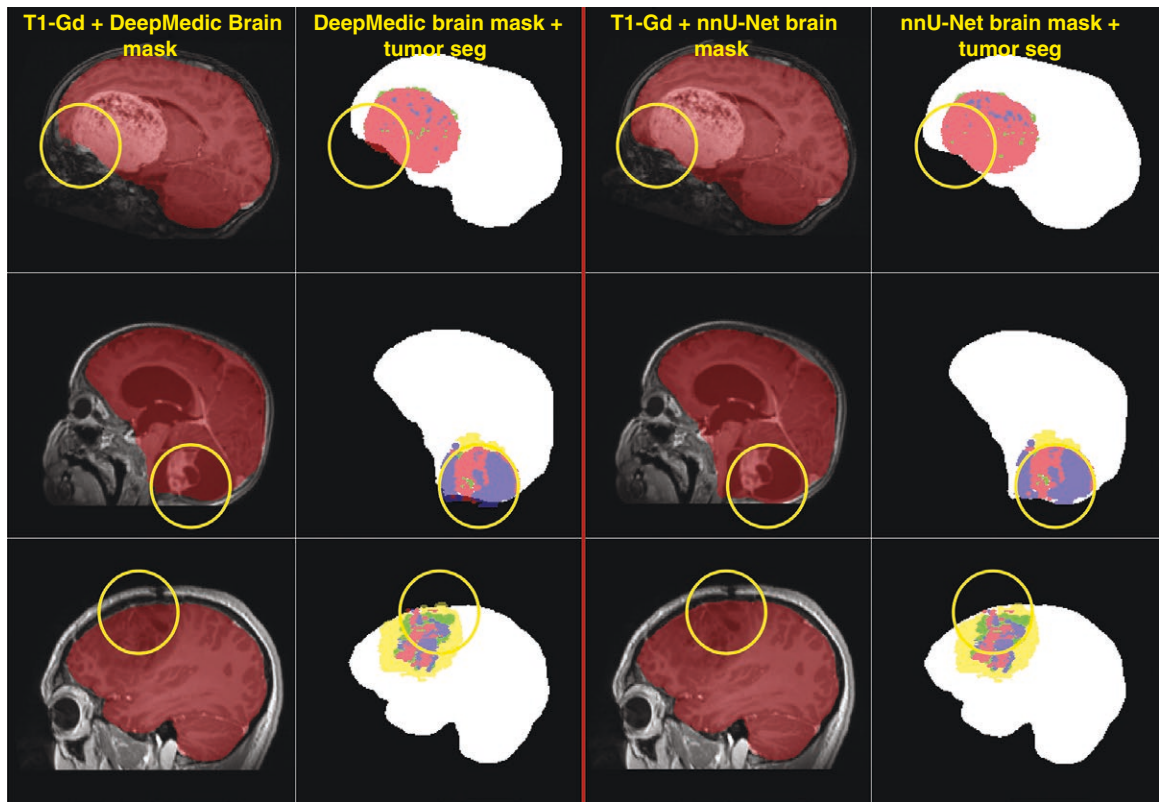 T1-Gd + DeepMedic Brain
mask
DeepMedic brain mask +
tumor seg
T1-Gd + nnU-Net brain
mask
nnU-Net brain mask +
tumor seg